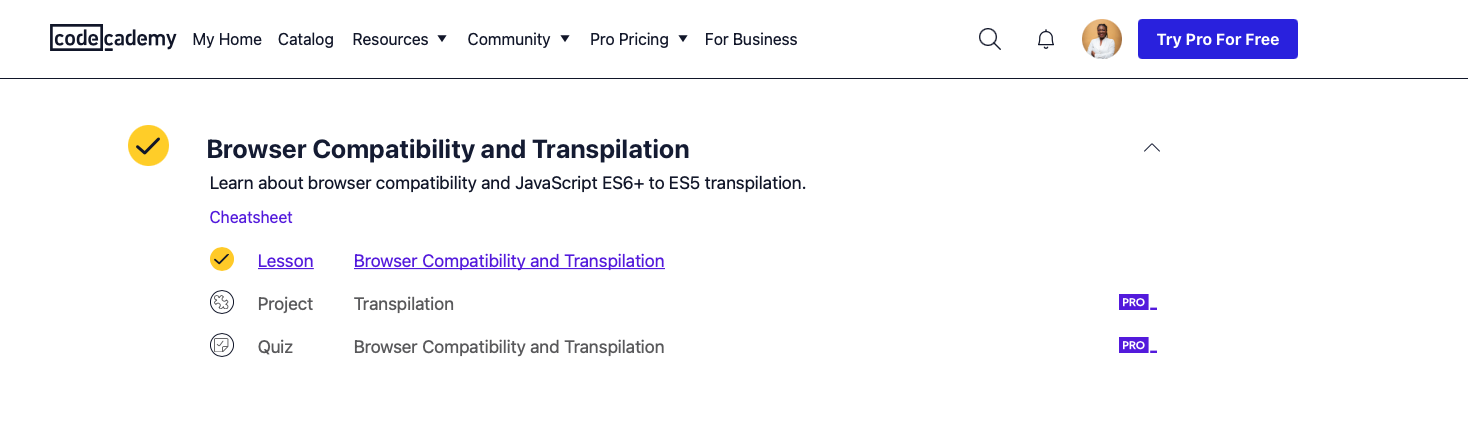 codecademy My Home Catalog Resources Community Pro Pricing For Business Try Pro For Free
Browser Compatibility and Transpilation
Learn about browser compatibility and JavaScript ES6+ to ES5 transpilation.
Cheatsheet
Lesson Browser Compatibility and Transpilation
Project Transpilation PRO
Quiz Browser Compatibility and Transpilation PRO